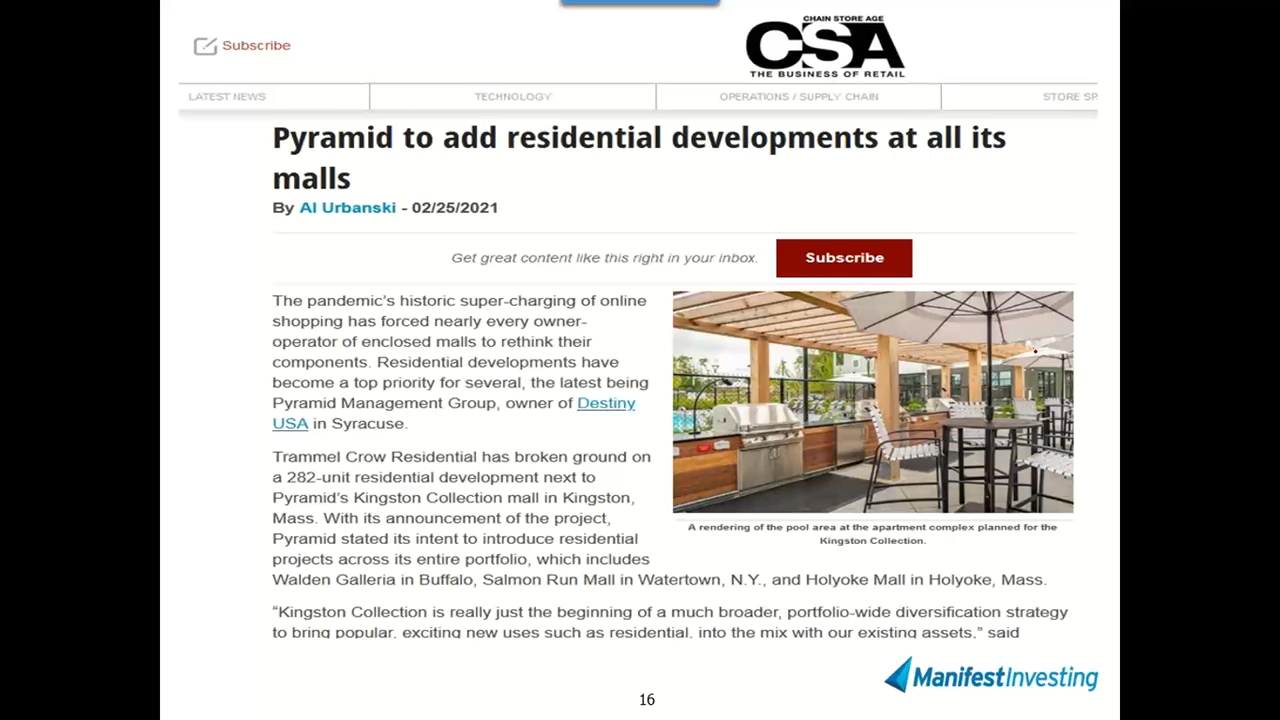 Subscribe
CHAIN STORE AGE
CSA
THE BUSINESS OF RETAIL
LATEST NEWS
TECHNOLOGY
OPERATIONS / SUPPLY CHAIN
STORE SP
Pyramid to add residential developments at all its
malls
By Al Urbanski - 02/25/2021
Get great content like this right in your inbox.
Subscribe
The pandemic's historic super-charging of online
shopping has forced nearly every owner-
operator of enclosed malls to rethink their
components. Residential developments have
become a top priority for several, the latest being
Pyramid Management Group, owner of Destiny
USA in Syracuse.
Trammel Crow Residential has broken ground on
a 282-unit residential development next to
Pyramid's Kingston Collection mall in Kingston,
Mass. With its announcement of the project,
Pyramid stated its intent to introduce residential
projects across its entire portfolio, which includes
Walden Galleria in Buffalo, Salmon Run Mall in Watertown, N.Y., and Holyoke Mall in Holyoke, Mass.
A rendering of the pool area at the apartment complex planned for the
Kingston Collection.
“Kingston Collection is really just the beginning of a much broader, portfolio-wide diversification strategy
to bring popular, exciting new uses such as residential, into the mix with our existing assets,” said
ManifestInvesting
16